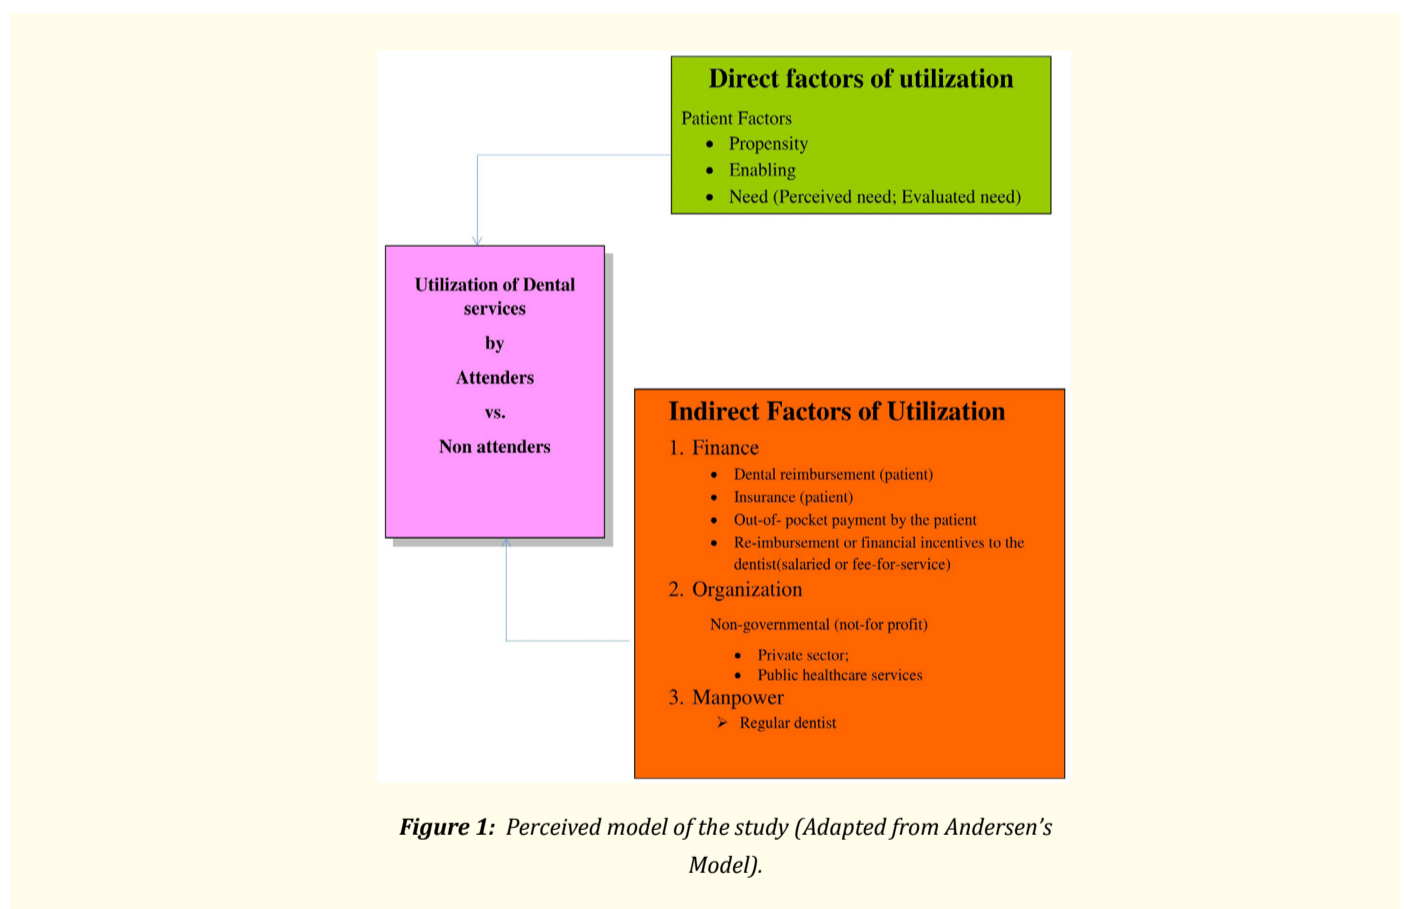 Direct factors of utilization
Patient Factors
• Propensity
• Enabling
• Need (Perceived need; Evaluated need)
Utilization of Dental
services
by
Attenders
vs.
Non attenders
Indirect Factors of Utilization
1. Finance
• Dental reimbursement (patient)
• Insurance (patient)
• Out-of- pocket payment by the patient
• Re-imbursement or financial incentives to the
dentist(salaried or fee-for-service)
2. Organization
Non-governmental (not-for profit)
• Private sector;
• Public healthcare services
3. Manpower
➢ Regular dentist
Figure 1: Perceived model of the study (Adapted from Andersen’s
Model).